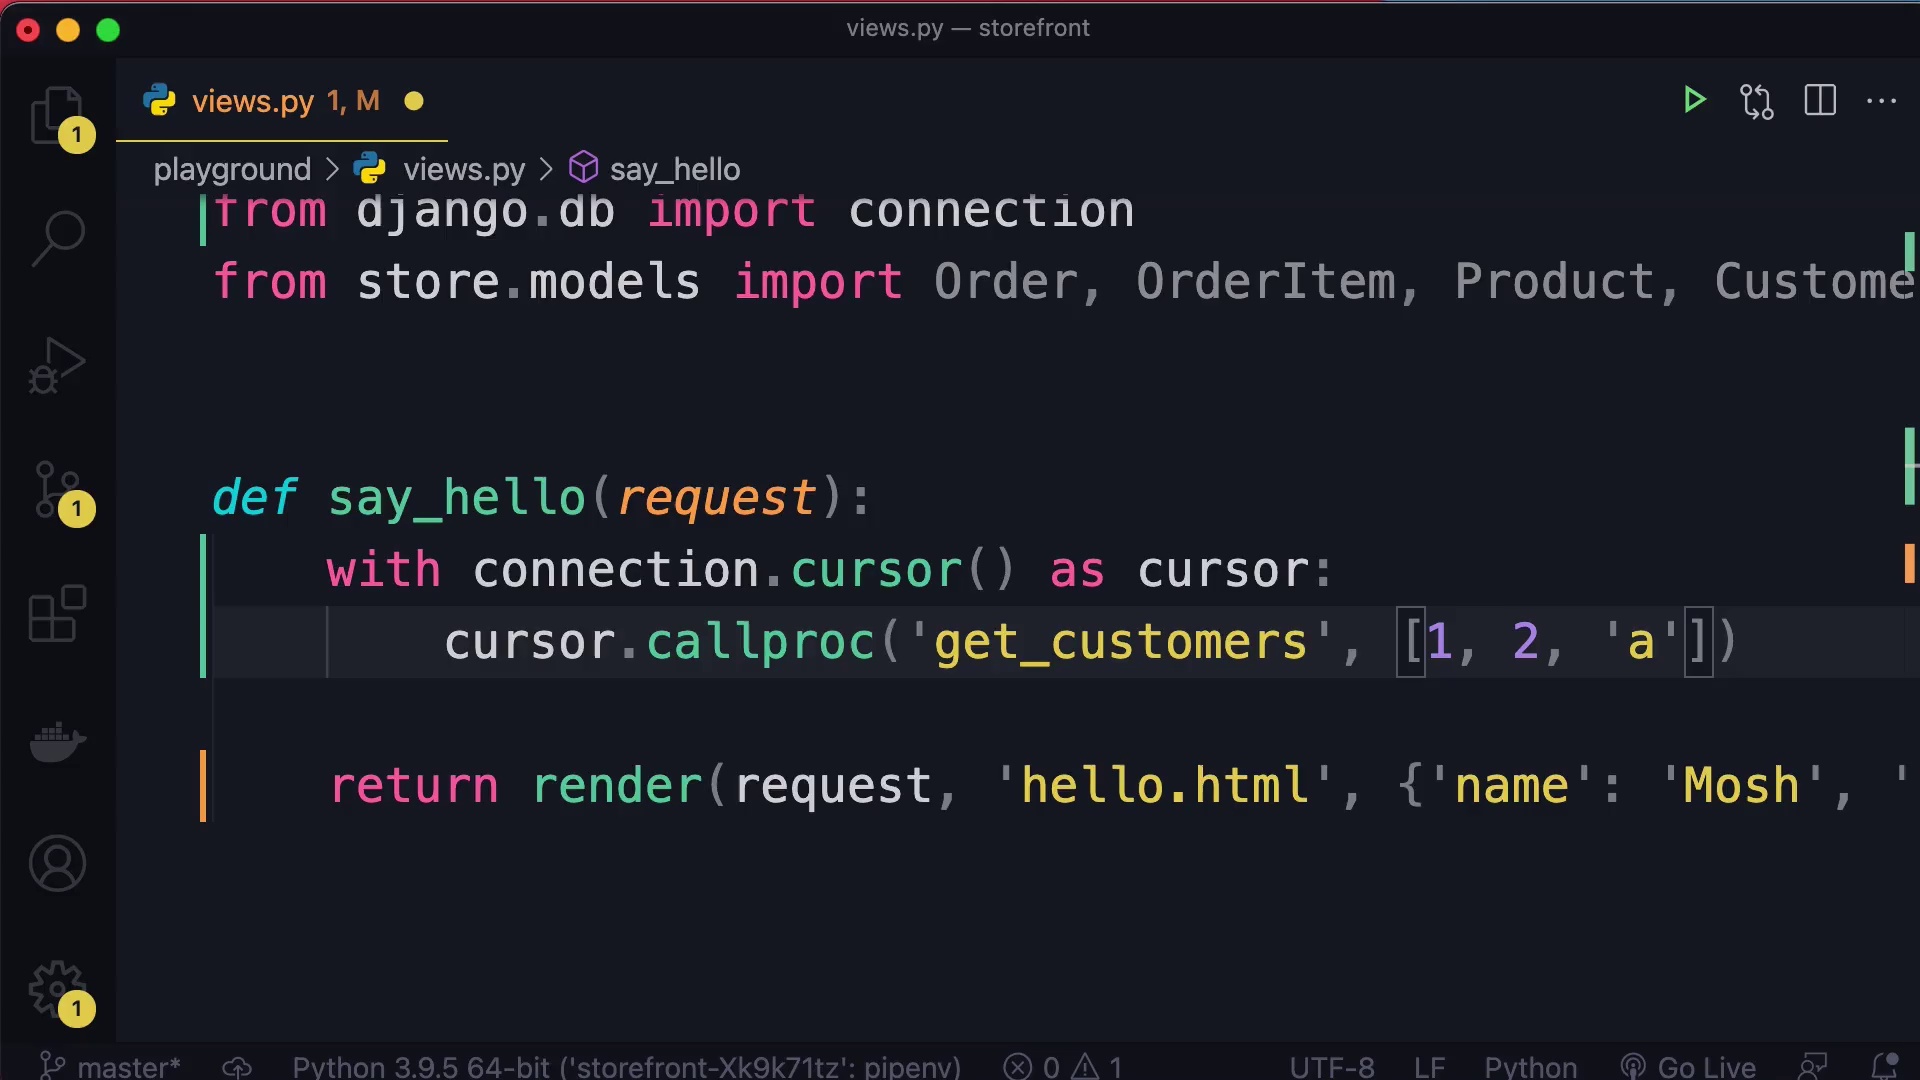 views.py — storefront
1
views.py 1, M
playground > views.py > say_hello
from django.db import connection
from store.models import Order, OrderItem, Product, Custome
def say_hello(request):
with connection.cursor() as cursor:
cursor.callproc('get_customers', [1, 2, 'a'])
1
return render(request, 'hello.html', {'name': 'Mosh', '
1
master* Python 3.9.5 64-bit ('storefront-Xk9k71tz': pipenv) 0 1 UTF-8 LF Python Go Live